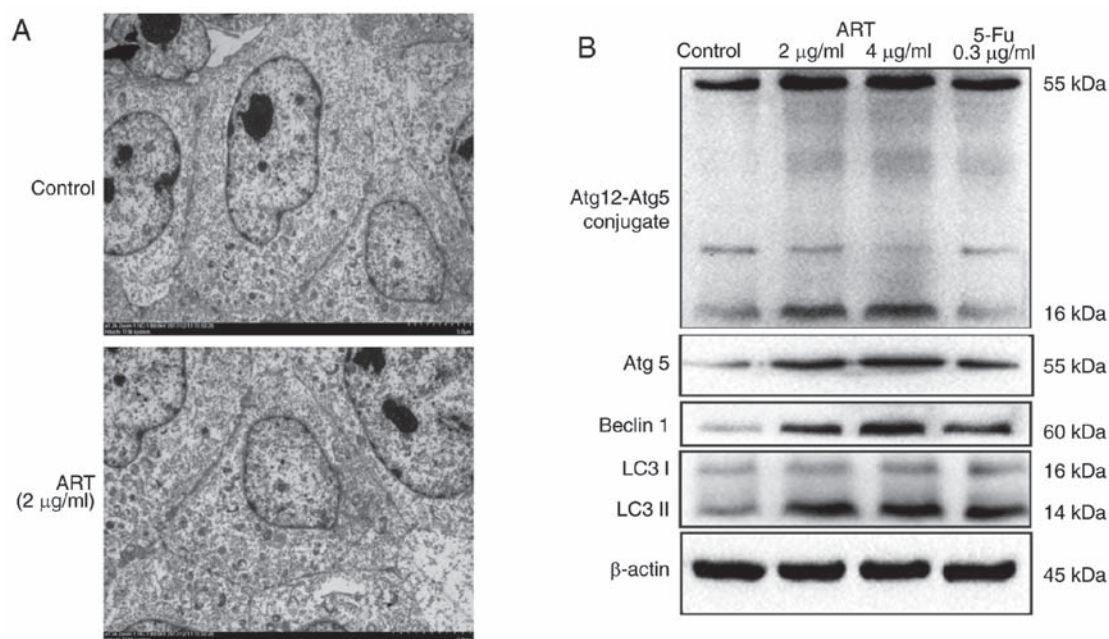 A
Control
ART
(2 μg/ml)
B
Control
ART
2 μg/ml
4 μg/ml
5-Fu
0.3 μg/ml
Atg12-Atg5
conjugate
55 kDa
16 kDa
Atg 5
55 kDa
Beclin 1
60 kDa
LC3 I
16 kDa
LC3 II
14 kDa
β-actin
45 kDa